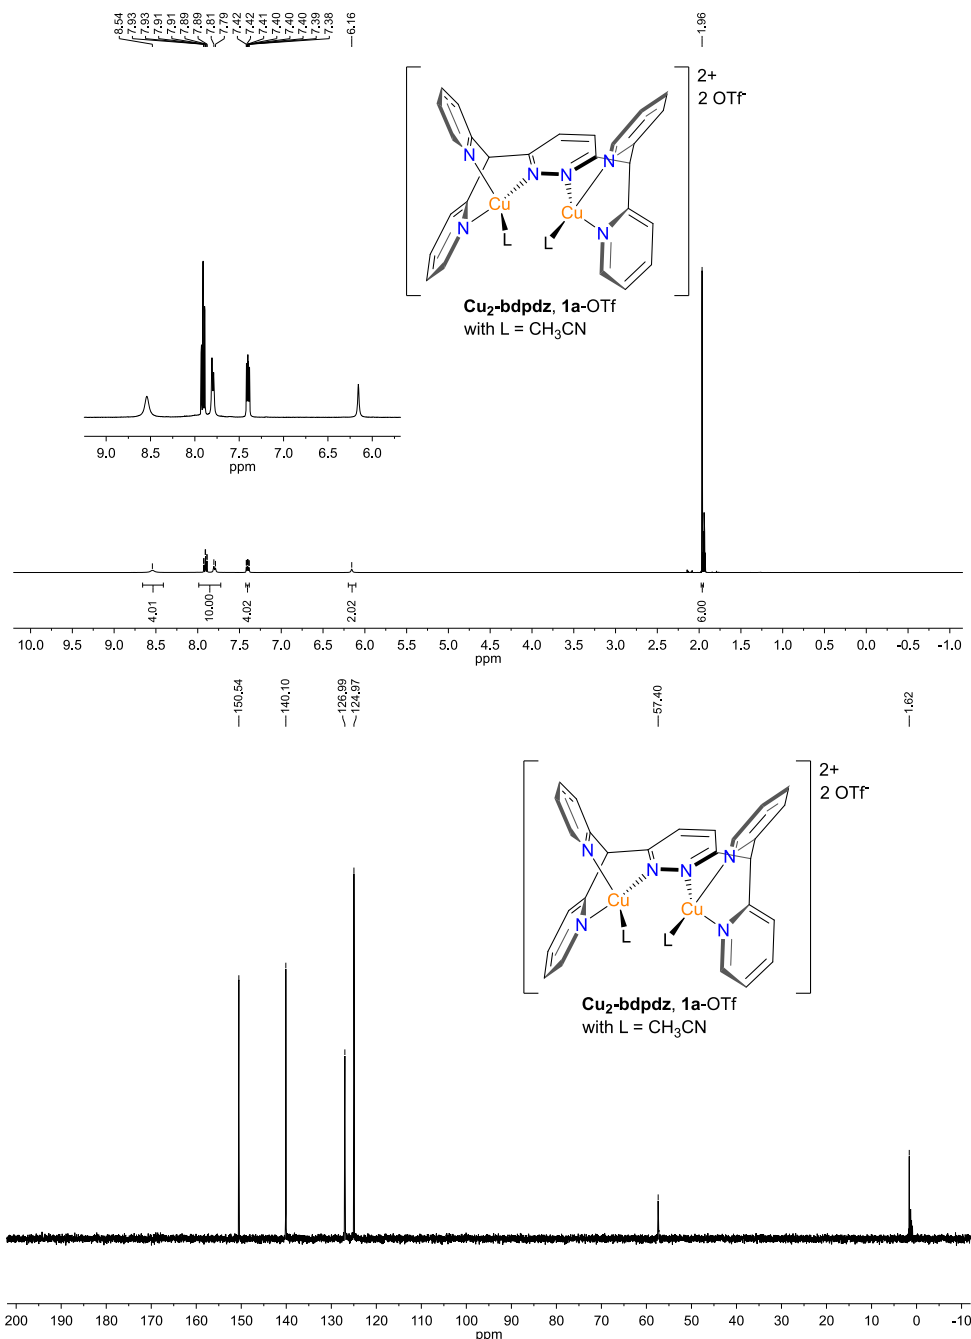 8.54 7.93 7.93 7.91 7.91 7.89 7.89 7.81 7.79 7.42 7.42 7.41 7.40 7.40 7.40 7.39 7.38 6.16 1.96
2+
2 OTf-
N N N N N N
Cu Cu
L L
Cu2-bdpdz, 1a-OTf
with L = CH3CN
9.0 8.5 8.0 7.5 7.0 6.5 6.0
ppm
4.01 10.00 4.02 2.02 6.00
10.0 9.5 9.0 8.5 8.0 7.5 7.0 6.5 6.0 5.5 5.0 4.5 4.0 3.5 3.0 2.5 2.0 1.5 1.0 0.5 0.0 -0.5 -1.0
ppm
150.54 140.10 126.99 124.97 57.40 1.62
2+
2 OTf-
N N N N N N
Cu Cu
L L
Cu2-bdpdz, 1a-OTf
with L = CH3CN
200 190 180 170 160 150 140 130 120 110 100 90 80 70 60 50 40 30 20 10 0 -10
ppm